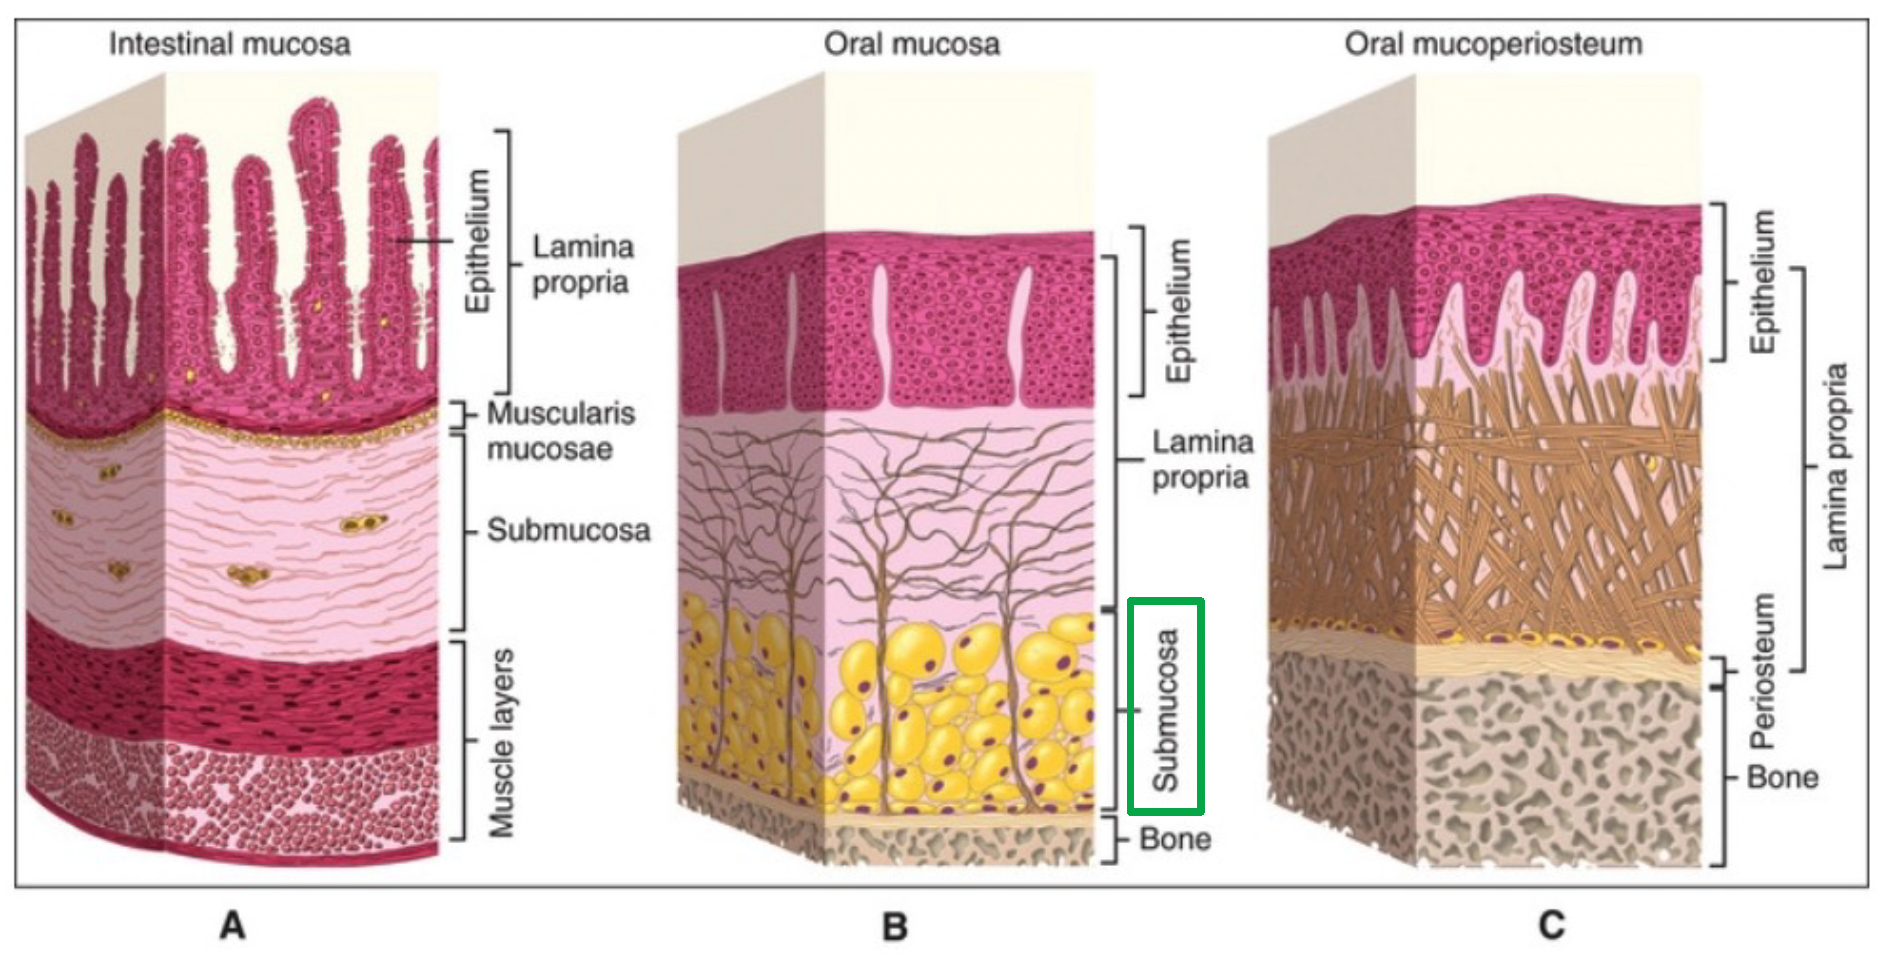 Intestinal mucosa
Epithelium
Lamina
propria
Muscularis
mucosae
Submucosa
Muscle layers
A
Oral mucosa
Epithelium
Lamina
propria
Submucosa
Bone
B
Oral mucoperiosteum
Epithelium
Lamina propria
Periosteum
Bone
C